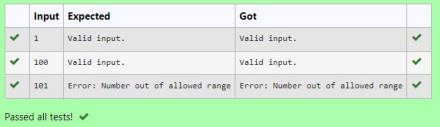 Input Expected Got
1 Valid input. Valid input.
100 Valid input. Valid input.
101 Error: Number out of allowed range Error: Number out of allowed range
Passed all tests!